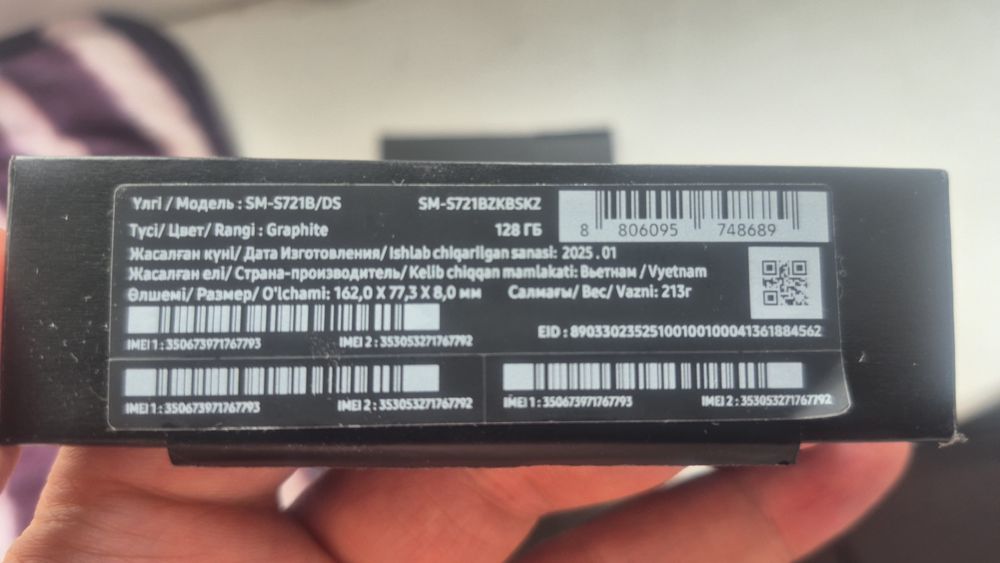 Үлгі / Модель : SM-S721B/DS SM-S721BZKBSKZ
Түсі/ Цвет/ Rangi : Graphite 128 ГБ
8 806095 748689
Жасалған күні/ Дата Изготовления/ Ishlab chiqarilgan sanasi: 2025 . 01
Жасалған елі/ Страна-производитель/ Kelib chiqqan mamlakati: Вьетнам / Vyetnam
Өлшемі/ Размер/ O'lchami: 162,0 X 77,3 X 8,0 мм Салмағы/ Вес/ Vazni: 213г
EID : 89033023525100100100041361884562
IMEI 1 : 350673971767793 IMEI 2 : 353053271767792
IMEI 1 : 350673971767793 IMEI 2 : 353053271767792
IMEI 1 : 350673971767793 IMEI 2 : 353053271767792